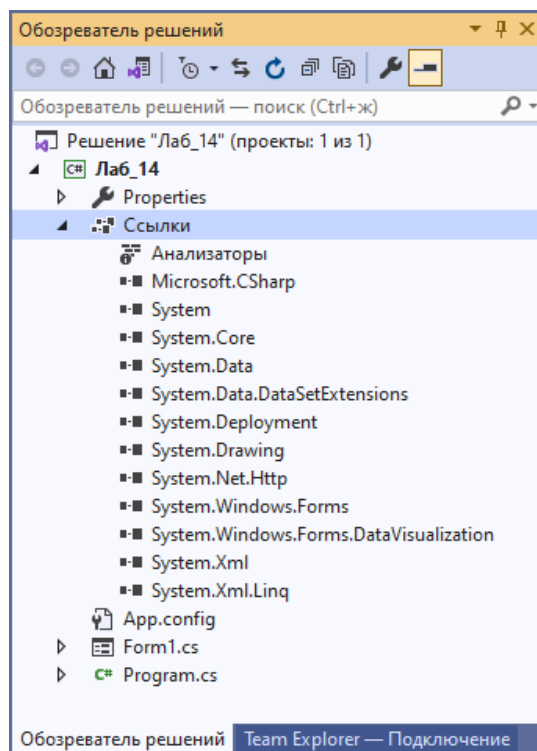 Обозреватель решений
Обозреватель решений — поиск (Ctrl+ж)
Решение "Лаб_14" (проекты: 1 из 1)
C# Лаб_14
Properties
Ссылки
Анализаторы
Microsoft.CSharp
System
System.Core
System.Data
System.Data.DataSetExtensions
System.Deployment
System.Drawing
System.Net.Http
System.Windows.Forms
System.Windows.Forms.DataVisualization
System.Xml
System.Xml.Linq
App.config
Form1.cs
C# Program.cs
Обозреватель решений Team Explorer — Подключение